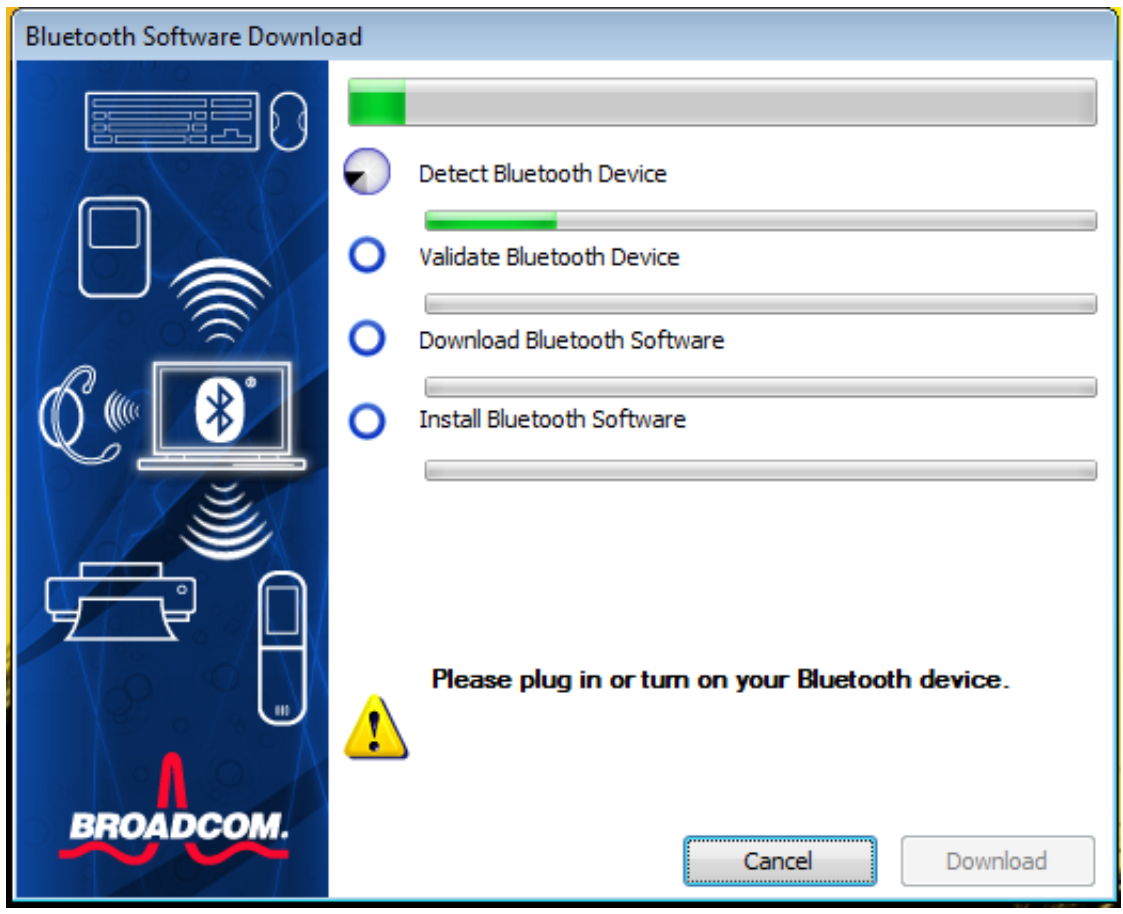 Bluetooth Software Download
Detect Bluetooth Device
Validate Bluetooth Device
Download Bluetooth Software
Install Bluetooth Software
Please plug in or turn on your Bluetooth device.
BROADCOM.
Cancel
Download